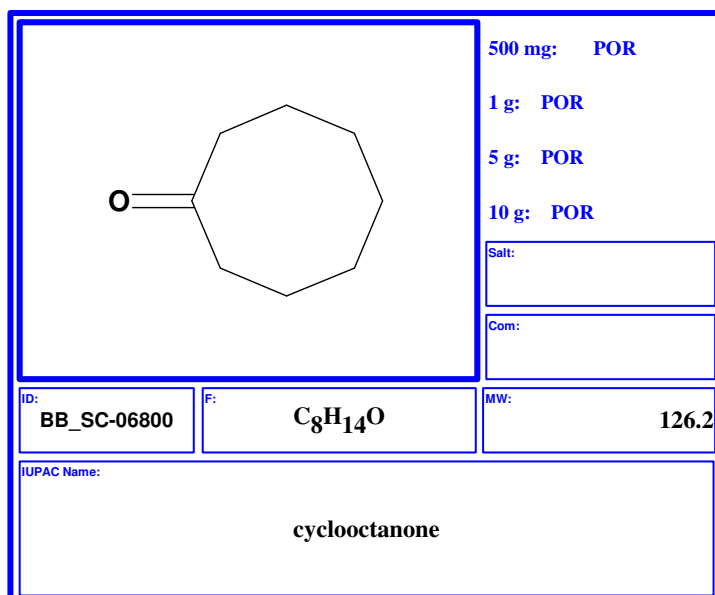 O
500 mg: POR
1 g: POR
5 g: POR
10 g: POR
Salt:
Com:
ID:
BB_SC-06800
F:
C8H14O
MW:
126.2
IUPAC Name:
cyclooctanone